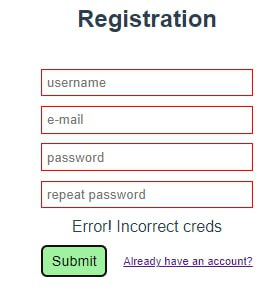 Registration
username
e-mail
password
repeat password
Error! Incorrect creds
Submit Already have an account?